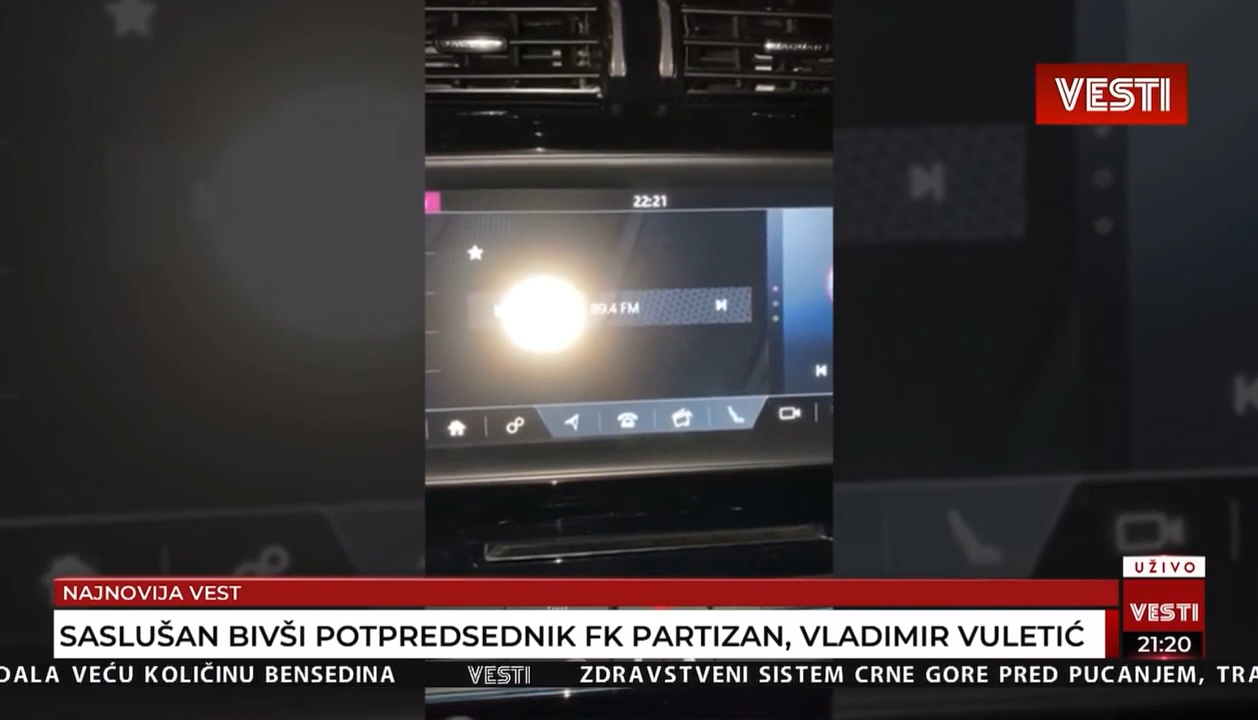 VESTI
22:21
89.4 FM
UŽIVO
NAJNOVIJA VEST
SASLUŠAN BIVŠI POTPREDSEDNIK FK PARTIZAN, VLADIMIR VULETIĆ
VESTI
21:20
DALA VEĆU KOLIČINU BENSEDINA VESTI ZDRAVSTVENI SISTEM CRNE GORE PRED PUCANJEM, TRA